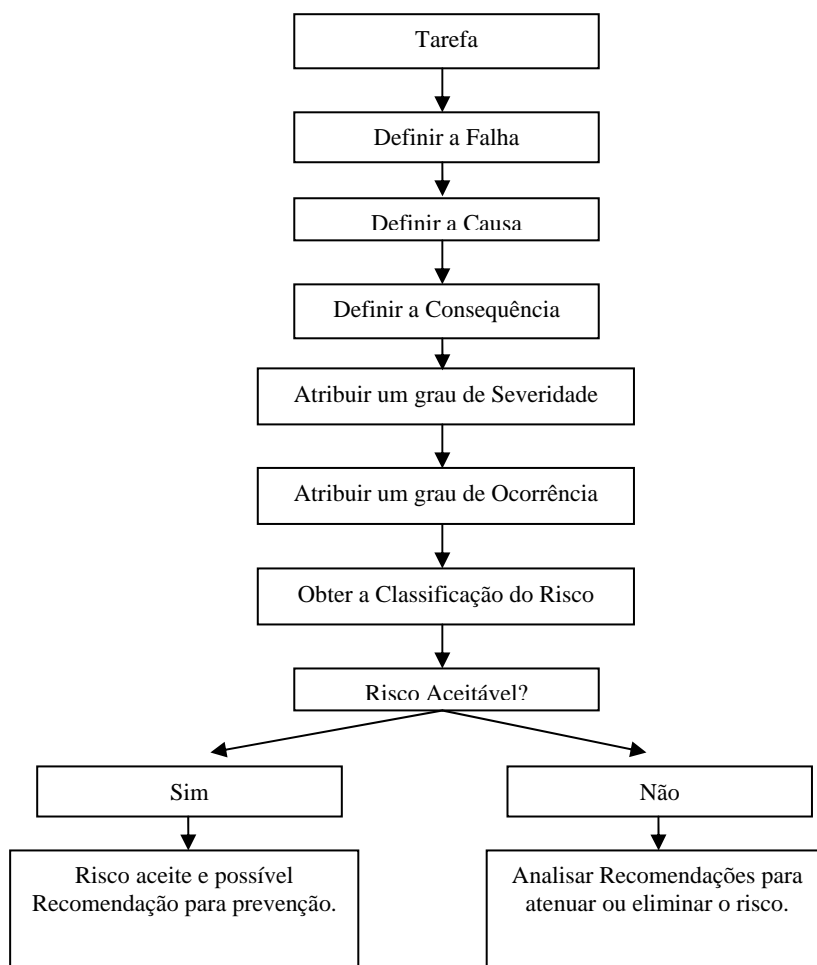 Tarefa
Definir a Falha
Definir a Causa
Definir a Consequência
Atribuir um grau de Severidade
Atribuir um grau de Ocorrência
Obter a Classificação do Risco
Risco Aceitável?
Sim
Não
Risco aceite e possível
Recomendação para prevenção.
Analisar Recomendações para
atenuar ou eliminar o risco.